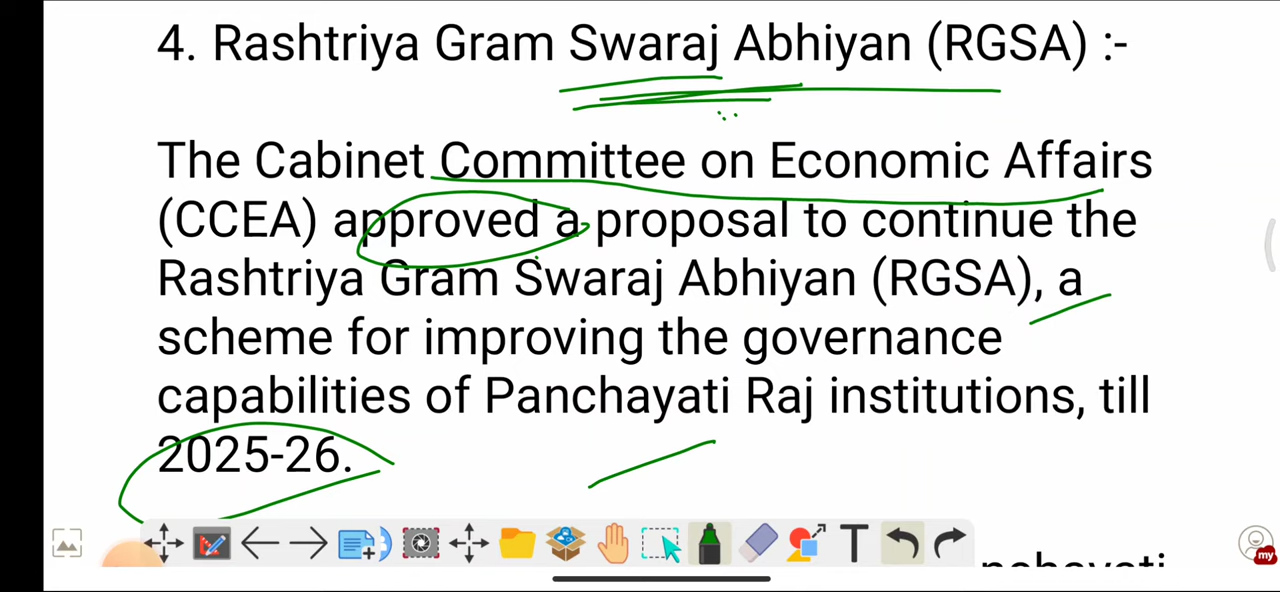 4. Rashtriya Gram Swaraj Abhiyan (RGSA) :-
The Cabinet Committee on Economic Affairs
(CCEA) approved a proposal to continue the
Rashtriya Gram Swaraj Abhiyan (RGSA), a
scheme for improving the governance
capabilities of Panchayati Raj institutions, till
2025-26.
T
my